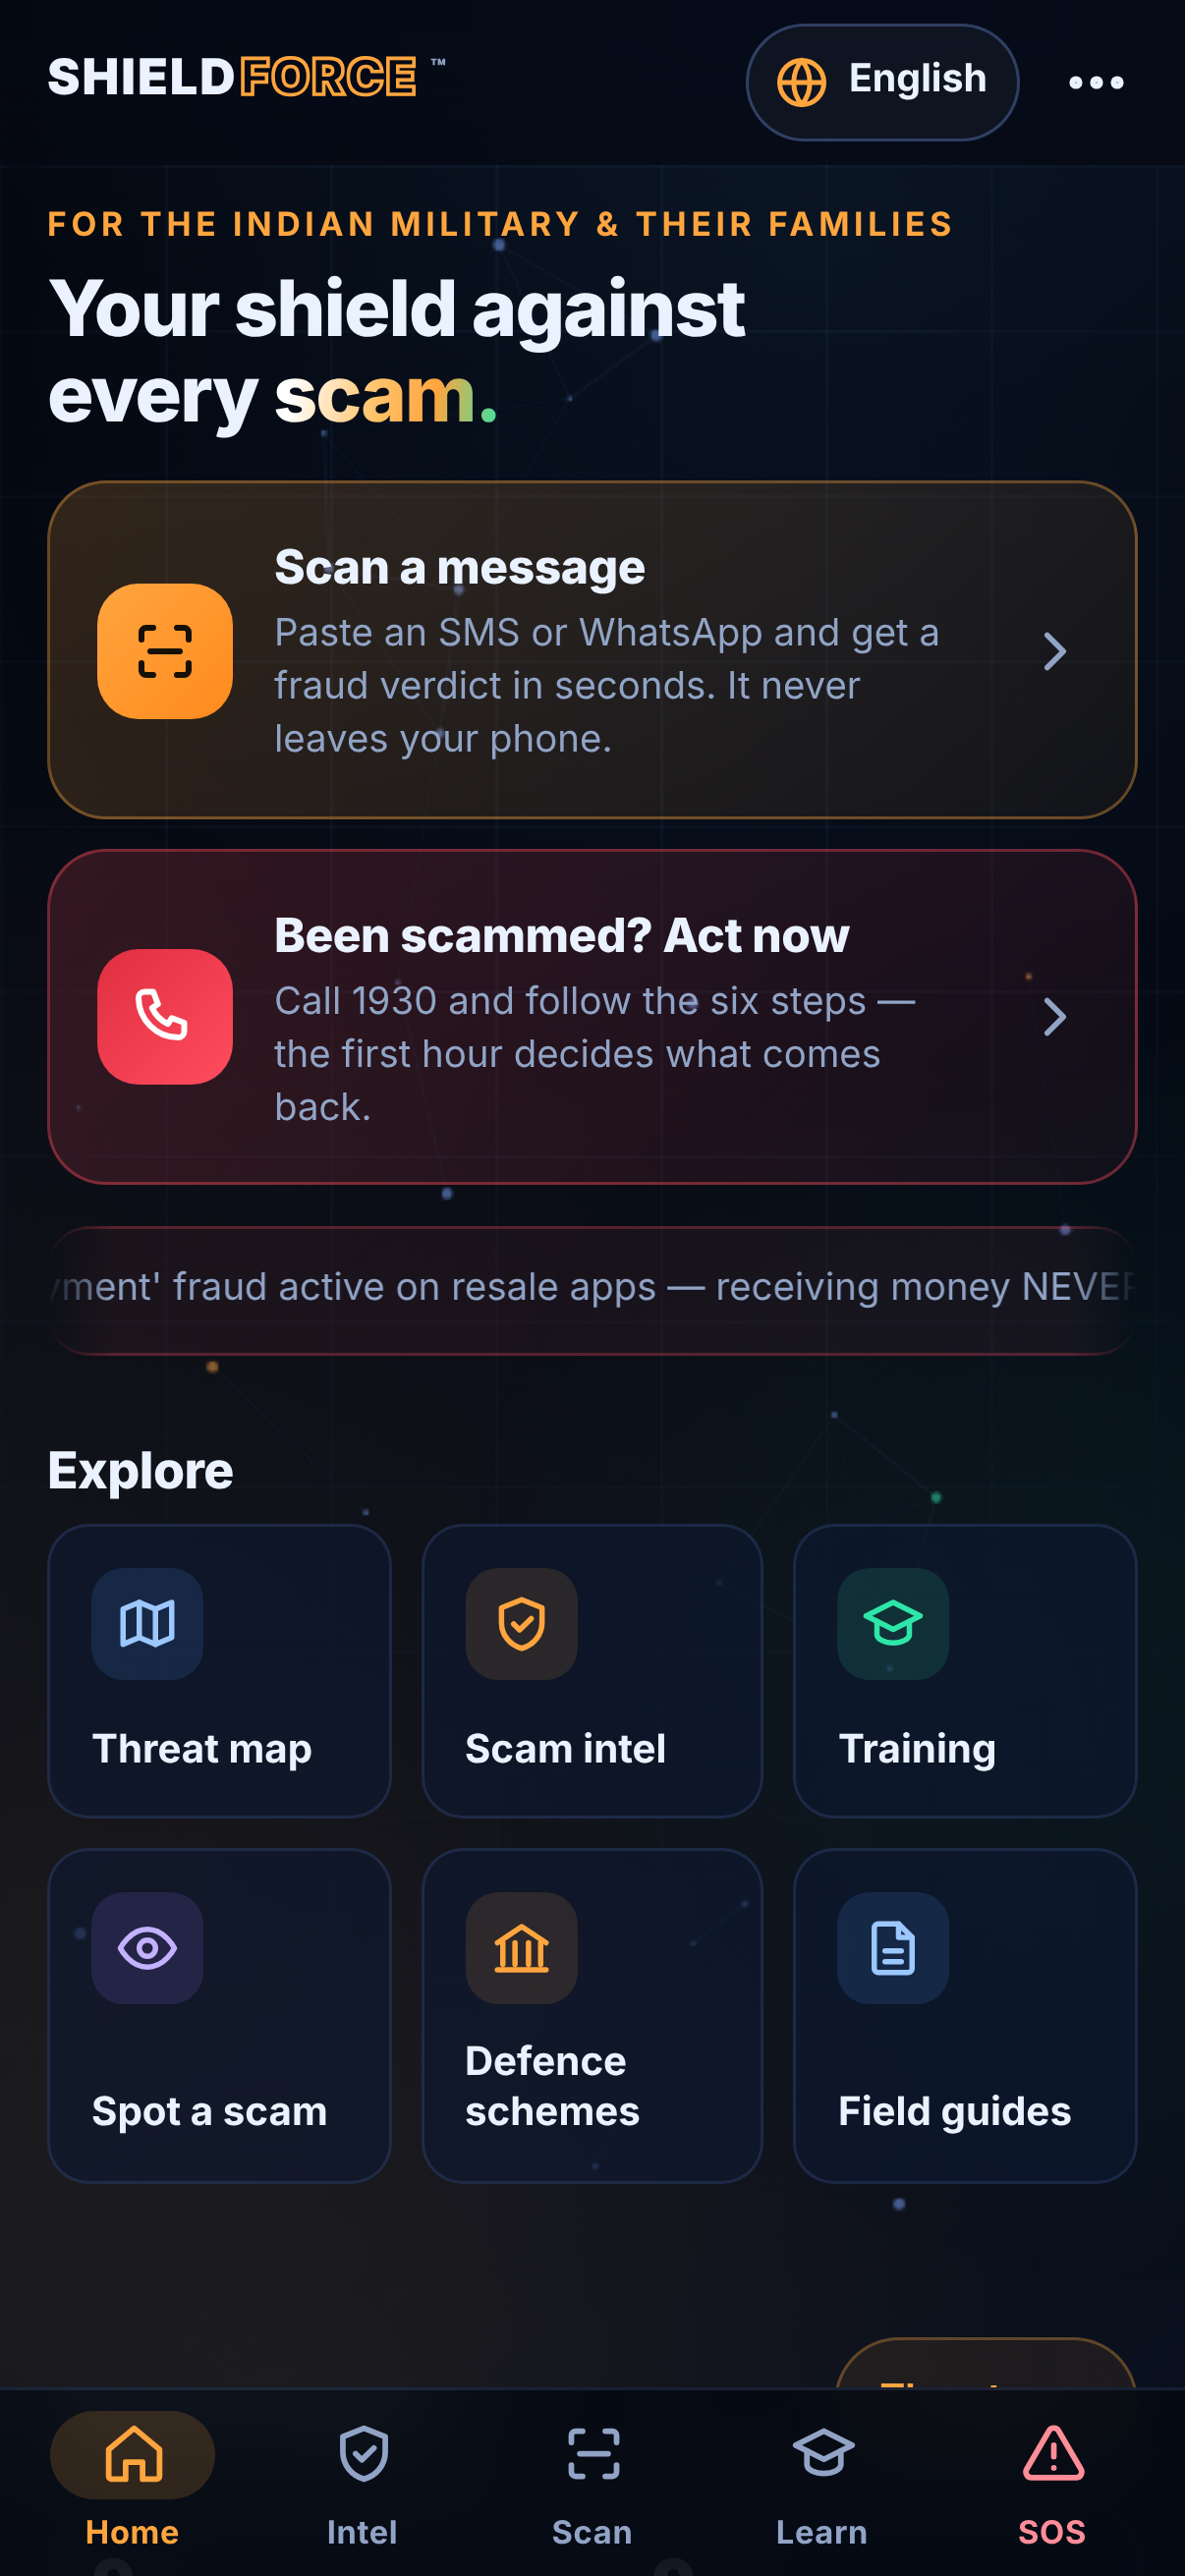 SHIELDFORCE ™
English
FOR THE INDIAN MILITARY & THEIR FAMILIES
Your shield against
every scam.
Scan a message
Paste an SMS or WhatsApp and get a
fraud verdict in seconds. It never
leaves your phone.
Been scammed? Act now
Call 1930 and follow the six steps —
the first hour decides what comes
back.
fraud active on resale apps — receiving money NEVER
Explore
Threat map
Scam intel
Training
Spot a scam
Defence
schemes
Field guides
Home
Intel
Scan
Learn
SOS